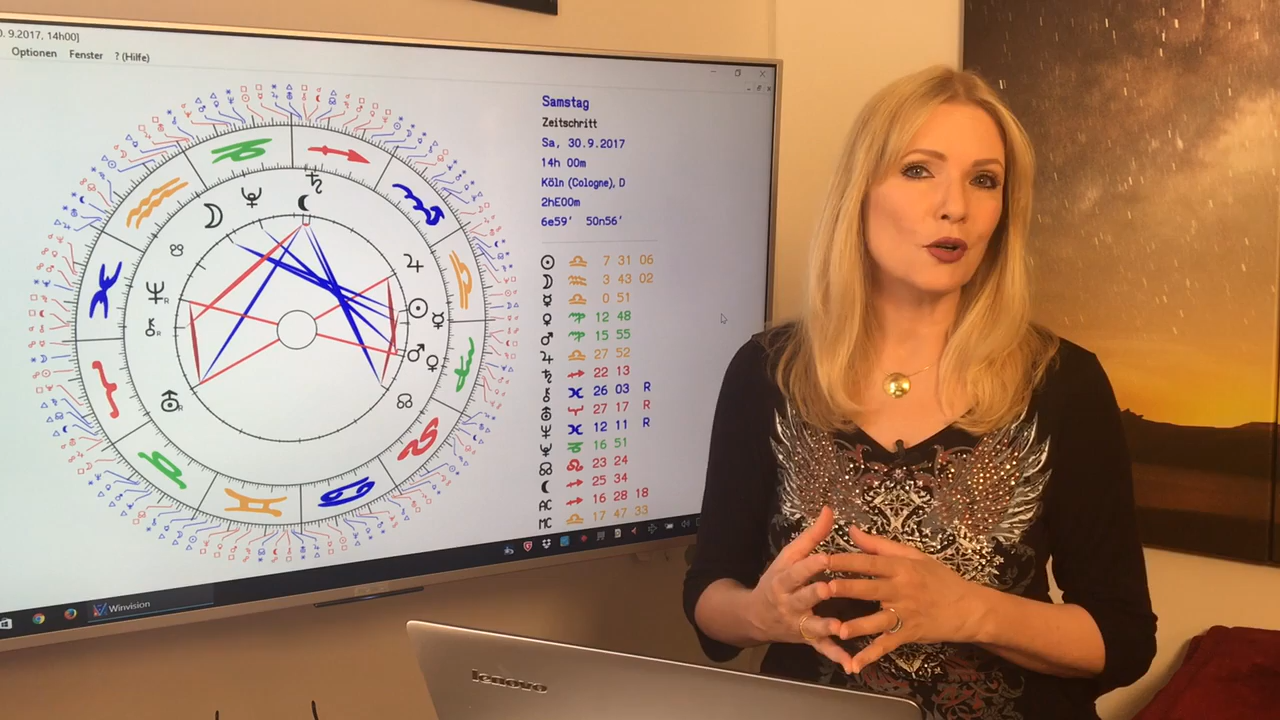 0. 9.2017, 14h00]
Optionen Fenster ? (Hilfe)
Samstag
Zeitschritt
Sa, 30.9.2017
14h 00m
Köln (Cologne), D
2hE00m
6e59' 50n56'
☉ ♎ 7 31 06
☽ ♒ 3 43 02
☿ ♎ 0 51
♀ ♍ 12 48
♂ ♍ 15 55
♃ ♎ 27 52
♄ ♐ 22 13
⚷ ♓ 26 03 R
⛢ ♈ 27 17 R
♆ ♓ 12 11 R
♇ ♑ 16 51
☊ ♌ 23 24
⚸ ♐ 25 34
AC ♐ 16 28 18
MC ♎ 17 47 33
Winvision
lenovo